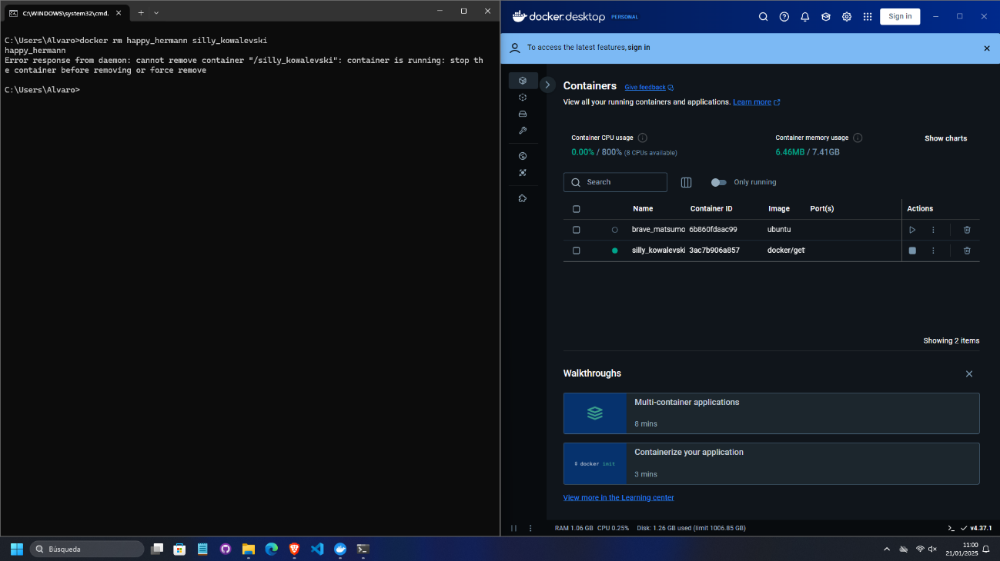 C:\WINDOWS\system32\cmd.
C:\Users\Alvaro>docker rm happy_hermann silly_kowalevski
happy_hermann
Error response from daemon: cannot remove container "/silly_kowalevski": container is running: stop th
e container before removing or force remove
C:\Users\Alvaro>
docker.desktop PERSONAL
Sign in
To access the latest features, sign in
Containers Give feedback
View all your running containers and applications. Learn more
Container CPU usage
0.00% / 800% (8 CPUs available)
Container memory usage
6.46MB / 7.41GB
Show charts
Search
Only running
Name Container ID Image Port(s) Actions
brave_matsumo 6b860fdaac99 ubuntu
silly_kowalevski 3ac7b906a857 docker/get
Showing 2 items
Walkthroughs
Multi-container applications
8 mins
$ docker init
Containerize your application
3 mins
View more in the Learning center
RAM 1.06 GB CPU 0.25% Disk: 1.26 GB used (limit 1006.85 GB)
v4.37.1
Búsqueda
11:00
21/01/2025